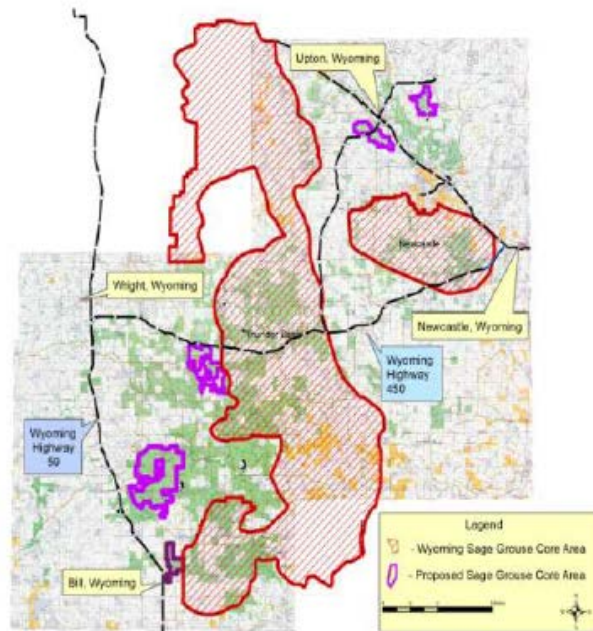 Upton, Wyoming
Newcastle
Wright, Wyoming
Newcastle, Wyoming
Wyoming
Highway
450
Wyoming
Highway
59
Bill, Wyoming
Legend
- Wyoming Sage Grouse Core Area
- Proposed Sage Grouse Core Area